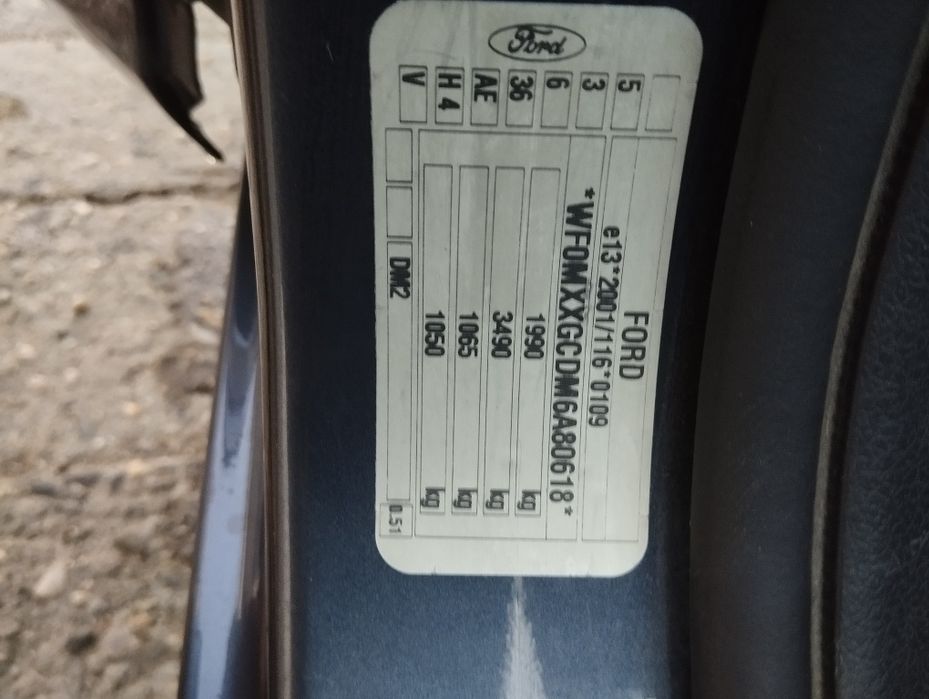 Ford
5
3
6
36
AE
H 4
V
FORD
e13*2001/116*0109
*WF0MXXGCDM6A80618*
1990 kg
3490 kg
1065 kg
1050 kg
DM2
0.51